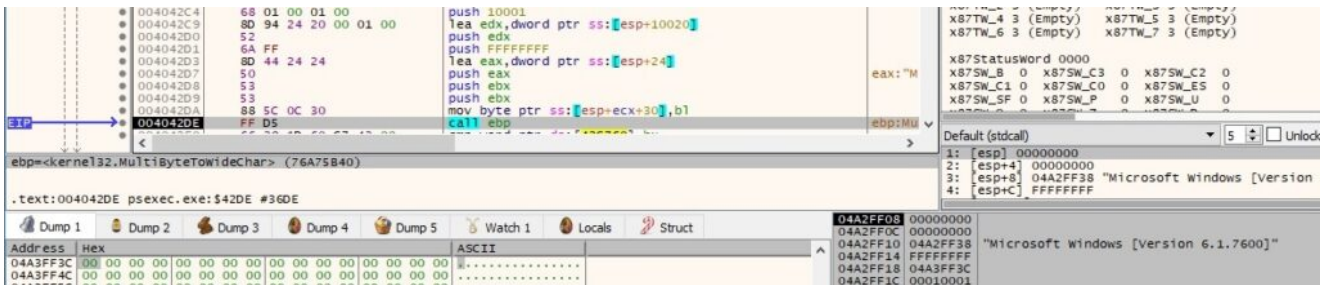 004042C4 68 01 00 01 00 push 10001
004042C9 8D 94 24 20 00 01 00 lea edx,dword ptr ss:[esp+10020]
004042D0 52 push edx
004042D1 6A FF push FFFFFFFF
004042D3 8D 44 24 24 lea eax,dword ptr ss:[esp+24]
004042D7 50 push eax eax:"M
004042D8 53 push ebx
004042D9 53 push ebx
004042DA 88 5C 0C 30 mov byte ptr ss:[esp+ecx+30],bl
EIP 004042DE FF D5 call ebp ebp:Mu
ebp=<kernel32.MultiByteToWideChar> (76A75B40)
.text:004042DE psexec.exe:$42DE #36DE
x87TW_4 3 (Empty) x87TW_5 3 (Empty)
x87TW_6 3 (Empty) x87TW_7 3 (Empty)
x87StatusWord 0000
x87SW_B 0 x87SW_C3 0 x87SW_C2 0
x87SW_C1 0 x87SW_C0 0 x87SW_ES 0
x87SW_SF 0 x87SW_P 0 x87SW_U 0
Default (stdcall) 5 Unlock
1: [esp] 00000000
2: [esp+4] 00000000
3: [esp+8] 04A2FF38 "Microsoft Windows [Version
4: [esp+C] FFFFFFFF
Dump 1 Dump 2 Dump 3 Dump 4 Dump 5 Watch 1 Locals Struct
Address Hex ASCII
04A3FF3C 00 00 00 00 00 00 00 00 00 00 00 00 00 00 00 00 ................
04A3FF4C 00 00 00 00 00 00 00 00 00 00 00 00 00 00 00 00 ................
04A2FF08 00000000
04A2FF0C 00000000
04A2FF10 04A2FF38 "Microsoft Windows [Version 6.1.7600]"
04A2FF14 FFFFFFFF
04A2FF18 04A3FF3C
04A2FF1C 00010001